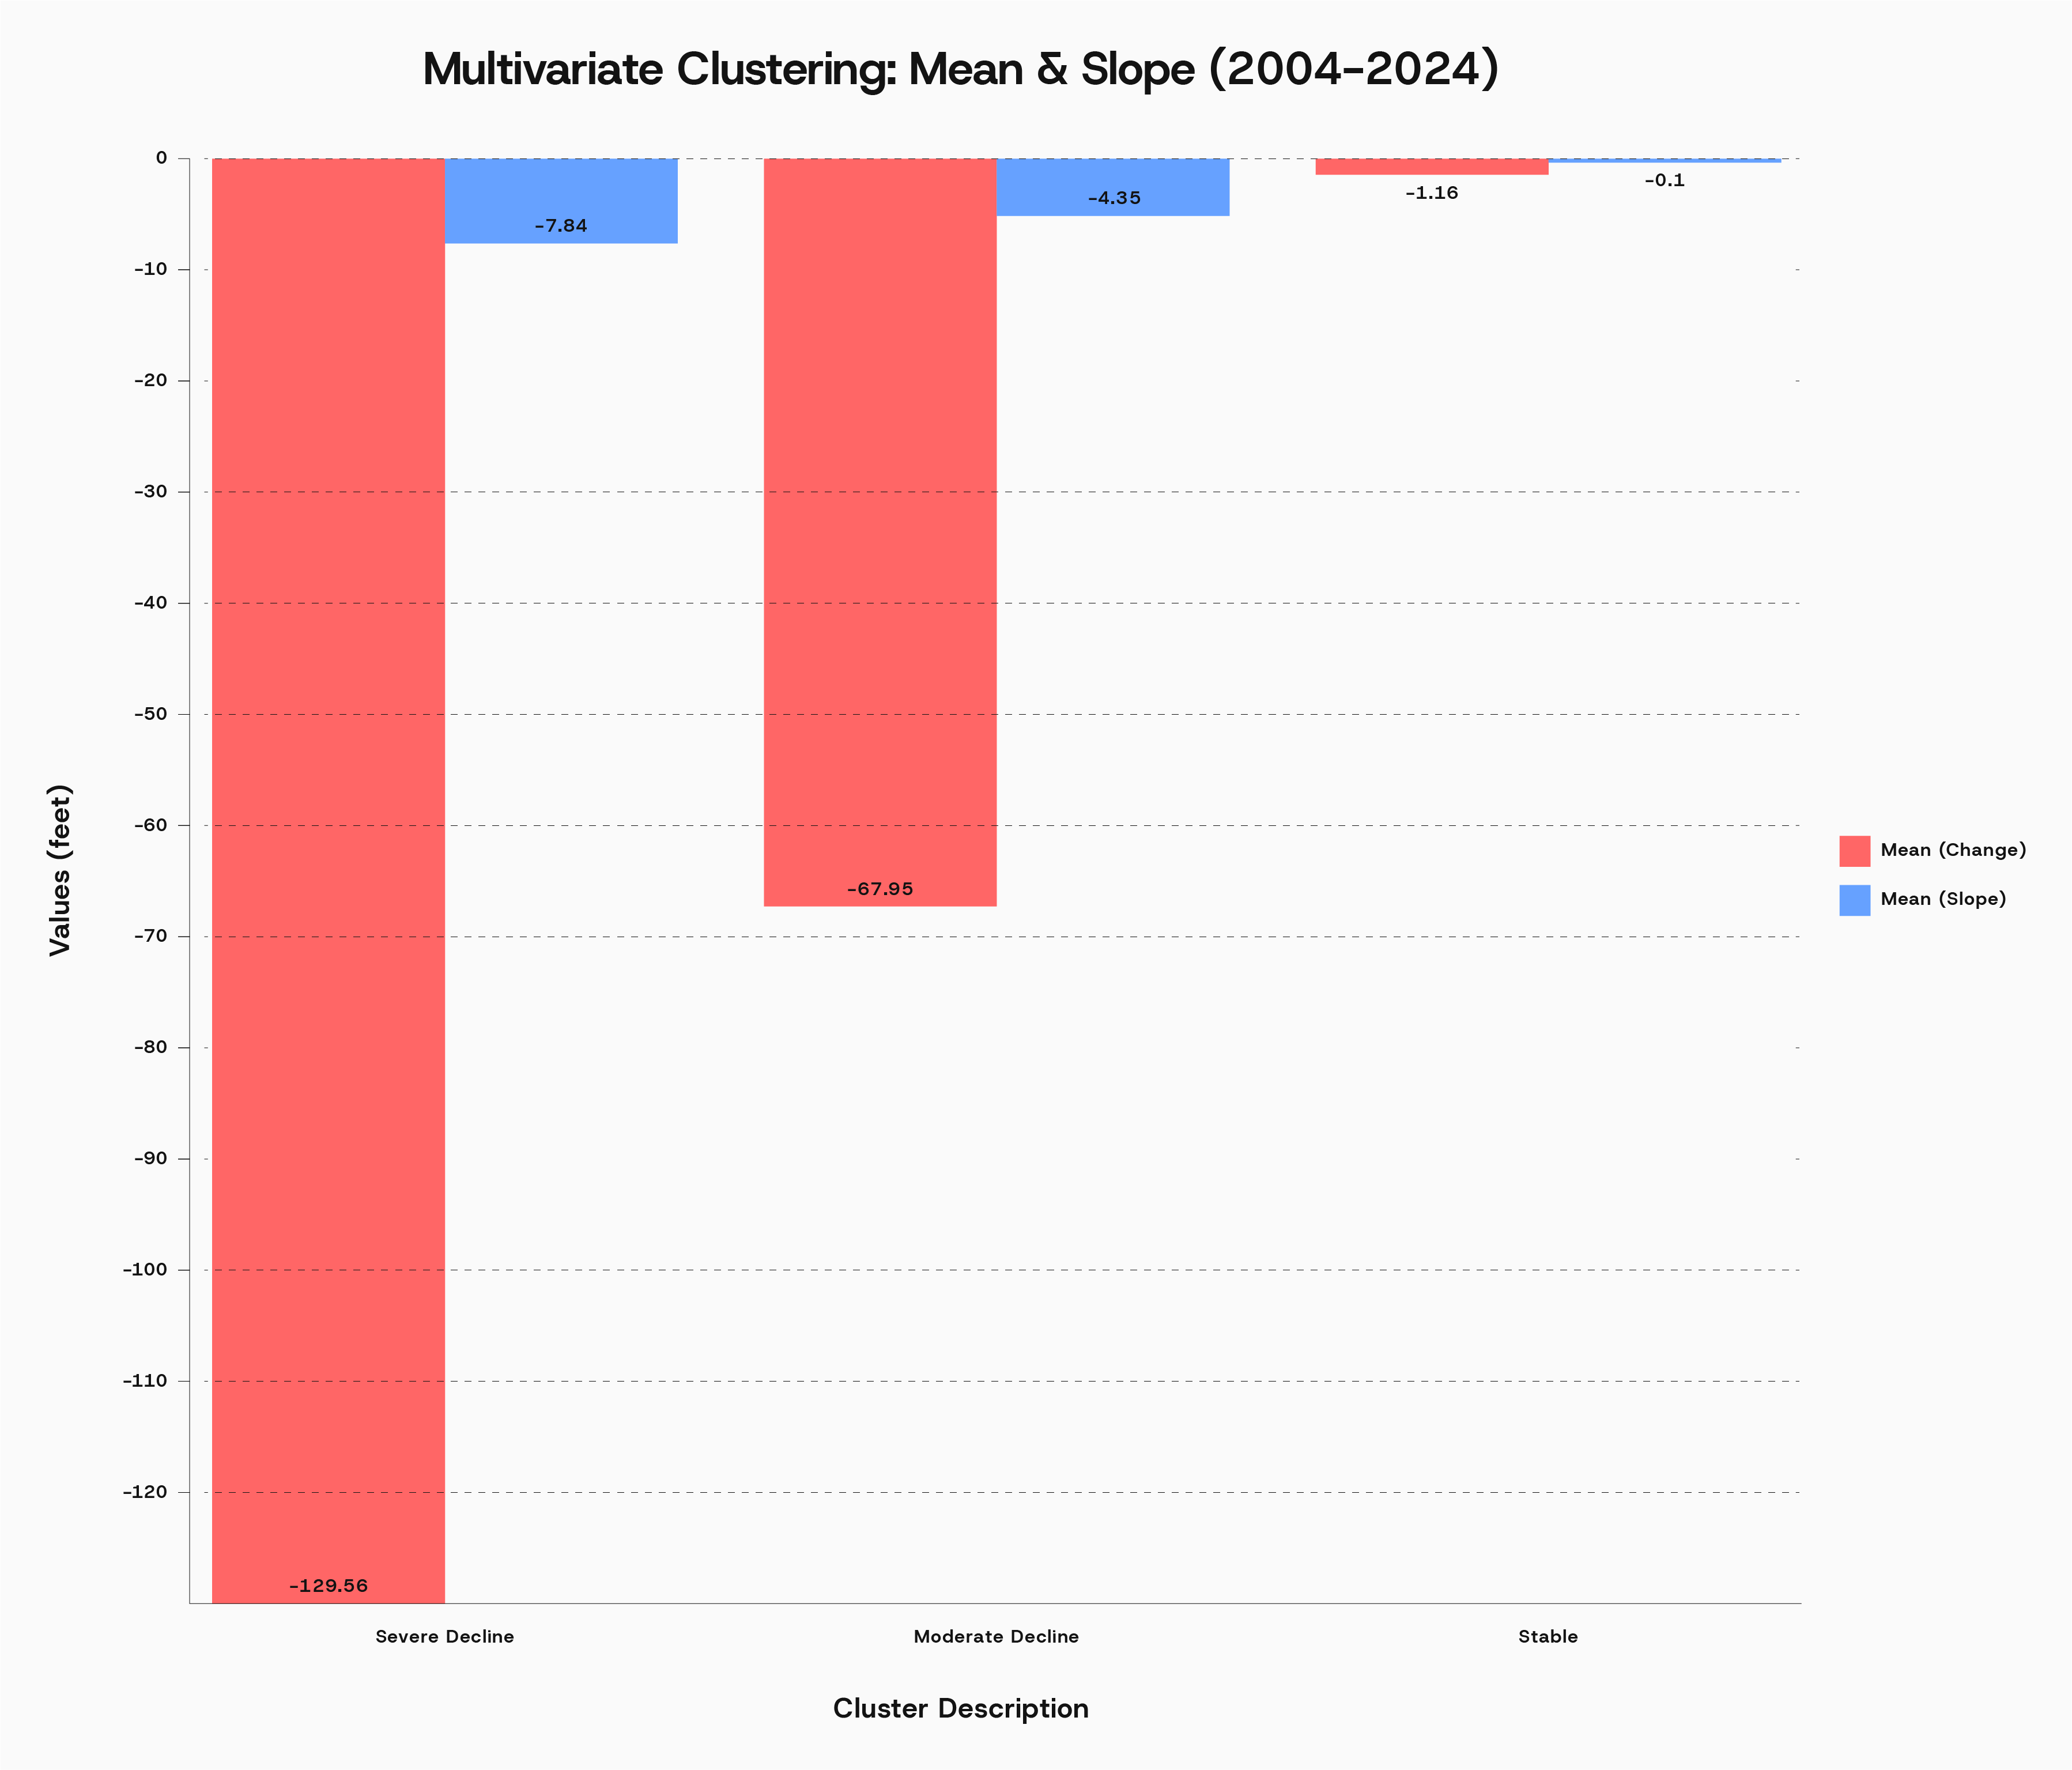 Multivariate Clustering: Mean & Slope (2004-2024)
0
-10
-20
-30
-40
-50
-60
-70
-80
-90
-100
-110
-120
Values (feet)
-129.56
-7.84
-67.95
-4.35
-1.16
-0.1
Severe Decline
Moderate Decline
Stable
Cluster Description
Mean (Change)
Mean (Slope)